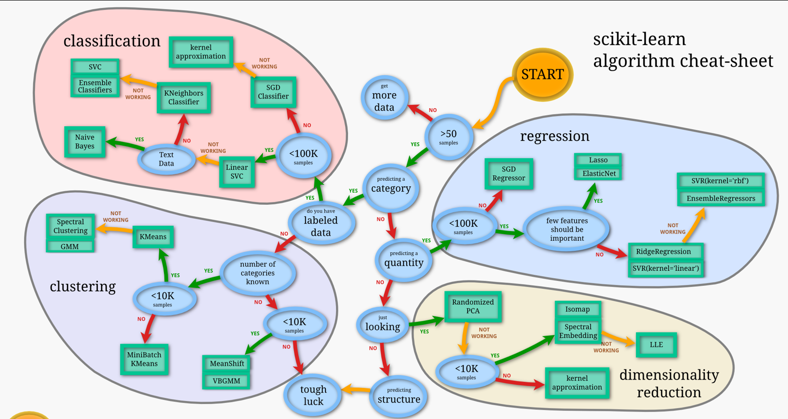 scikit-learn
algorithm cheat-sheet
START
classification
kernel
approximation
NOT
WORKING
SVC
Ensemble
Classifiers
NOT
WORKING
KNeighbors
Classifier
SGD
Classifier
NO
NO
Naive
Bayes
YES
Text
Data
NOT
WORKING
Linear
SVC
YES
<100K
samples
YES
get
more
data
NO
>50
samples
YES
predicting a
category
YES
NO
do you have
labeled
data
NO
predicting a
quantity
YES
NO
just
looking
YES
NO
predicting
structure
tough
luck
regression
SGD
Regressor
NO
<100K
samples
YES
Lasso
ElasticNet
YES
few features
should be
important
NO
SVR(kernel='rbf')
EnsembleRegressors
NOT
WORKING
RidgeRegression
SVR(kernel='linear')
clustering
Spectral
Clustering
GMM
NOT
WORKING
KMeans
YES
<10K
samples
NO
MiniBatch
KMeans
YES
number of
categories
known
NO
<10K
samples
YES
NO
MeanShift
VBGMM
dimensionality
reduction
Randomized
PCA
NOT
WORKING
<10K
samples
YES
NO
Isomap
Spectral
Embedding
NOT
WORKING
LLE
kernel
approximation